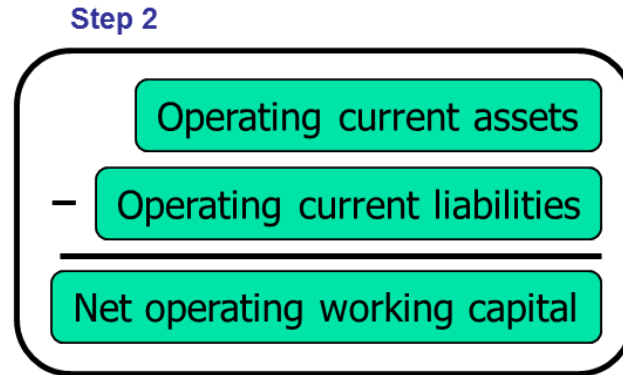 Step 2
Operating current assets
– Operating current liabilities
Net operating working capital